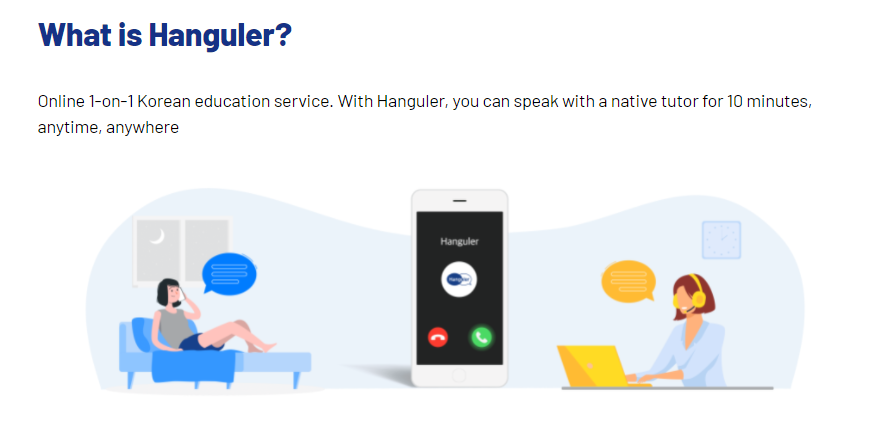 What is Hanguler?
Online 1-on-1 Korean education service. With Hanguler, you can speak with a native tutor for 10 minutes,
anytime, anywhere
Hanguler
Hanguler